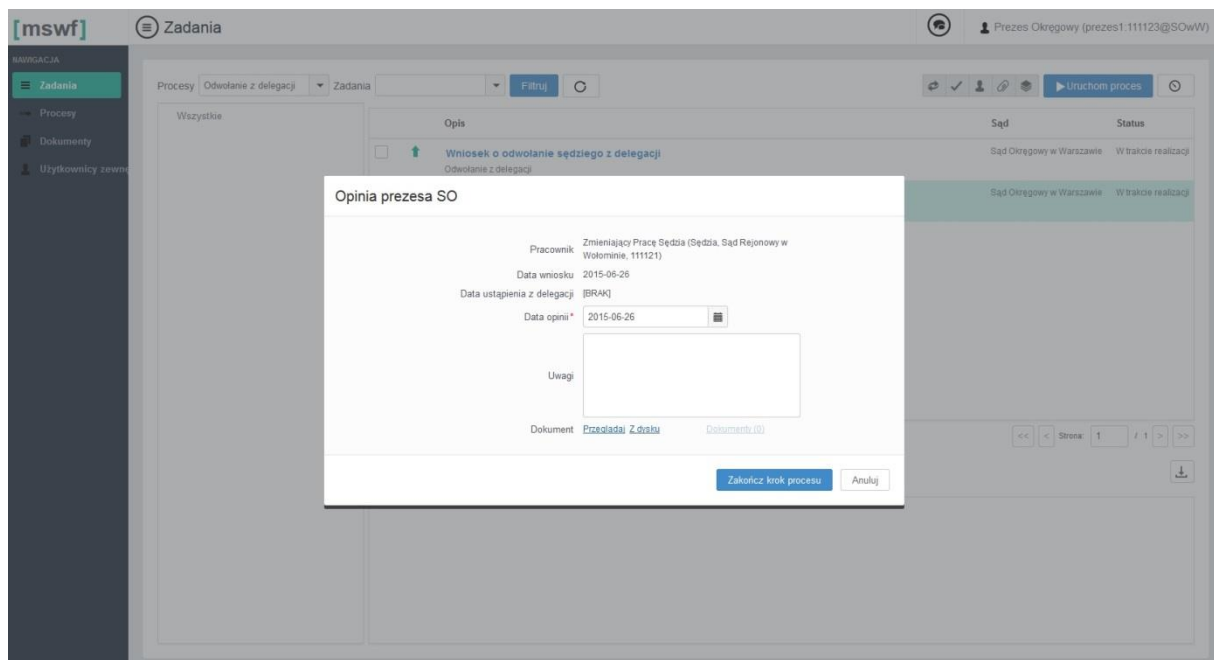 [mswf]
Zadania
Prezes Okręgowy (prezes1:111123@SOwW)
NAWIGACJA
Zadania
Procesy
Dokumenty
Użytkownicy zewnę
Procesy Odwołanie z delegacji Zadania Filtruj Uruchom proces
Wszystkie
Opis Sąd Status
Wniosek o odwołanie sędziego z delegacji Sąd Okręgowy w Warszawie W trakcie realizacji
Odwołanie z delegacji
Sąd Okręgowy w Warszawie W trakcie realizacji
Opinia prezesa SO
Pracownik Zmieniający Pracę Sędzia (Sędzia, Sąd Rejonowy w
Wołominie, 111121)
Data wniosku 2015-06-26
Data ustąpienia z delegacji [BRAK]
Data opinii* 2015-06-26
Uwagi
Dokument Przeglądaj Z dysku Dokumenty (0)
<< < Strona: 1 / 1 > >>
Zakończ krok procesu Anuluj